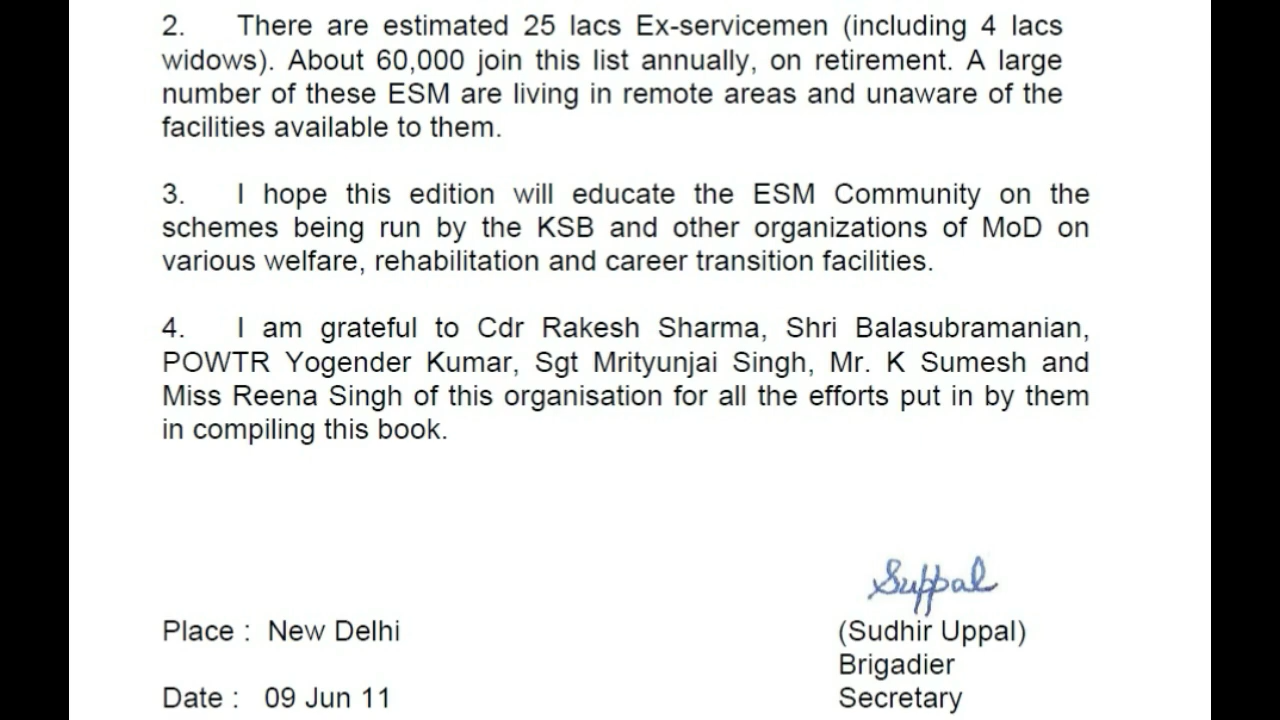 2. There are estimated 25 lacs Ex-servicemen (including 4 lacs
widows). About 60,000 join this list annually, on retirement. A large
number of these ESM are living in remote areas and unaware of the
facilities available to them.
3. I hope this edition will educate the ESM Community on the
schemes being run by the KSB and other organizations of MoD on
various welfare, rehabilitation and career transition facilities.
4. I am grateful to Cdr Rakesh Sharma, Shri Balasubramanian,
POWTR Yogender Kumar, Sgt Mrityunjai Singh, Mr. K Sumesh and
Miss Reena Singh of this organisation for all the efforts put in by them
in compiling this book.
Suppal
Place : New Delhi
(Sudhir Uppal)
Brigadier
Date : 09 Jun 11
Secretary